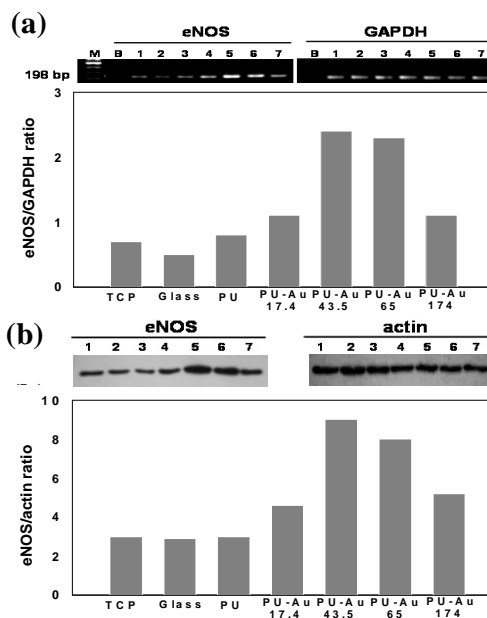 (a)
eNOS GAPDH
M B 1 2 3 4 5 6 7 B 1 2 3 4 5 6 7
198 bp
3
2
1
0
eNOS/GAPDH ratio
TCP
Glass
PU
PU-Au
17.4
PU-Au
43.5
PU-Au
65
PU-Au
174
(b)
eNOS actin
1 2 3 4 5 6 7 1 2 3 4 5 6 7
10
8
6
4
2
0
eNOS/actin ratio
TCP
Glass
PU
PU-Au
17.4
PU-Au
43.5
PU-Au
65
PU-Au
174